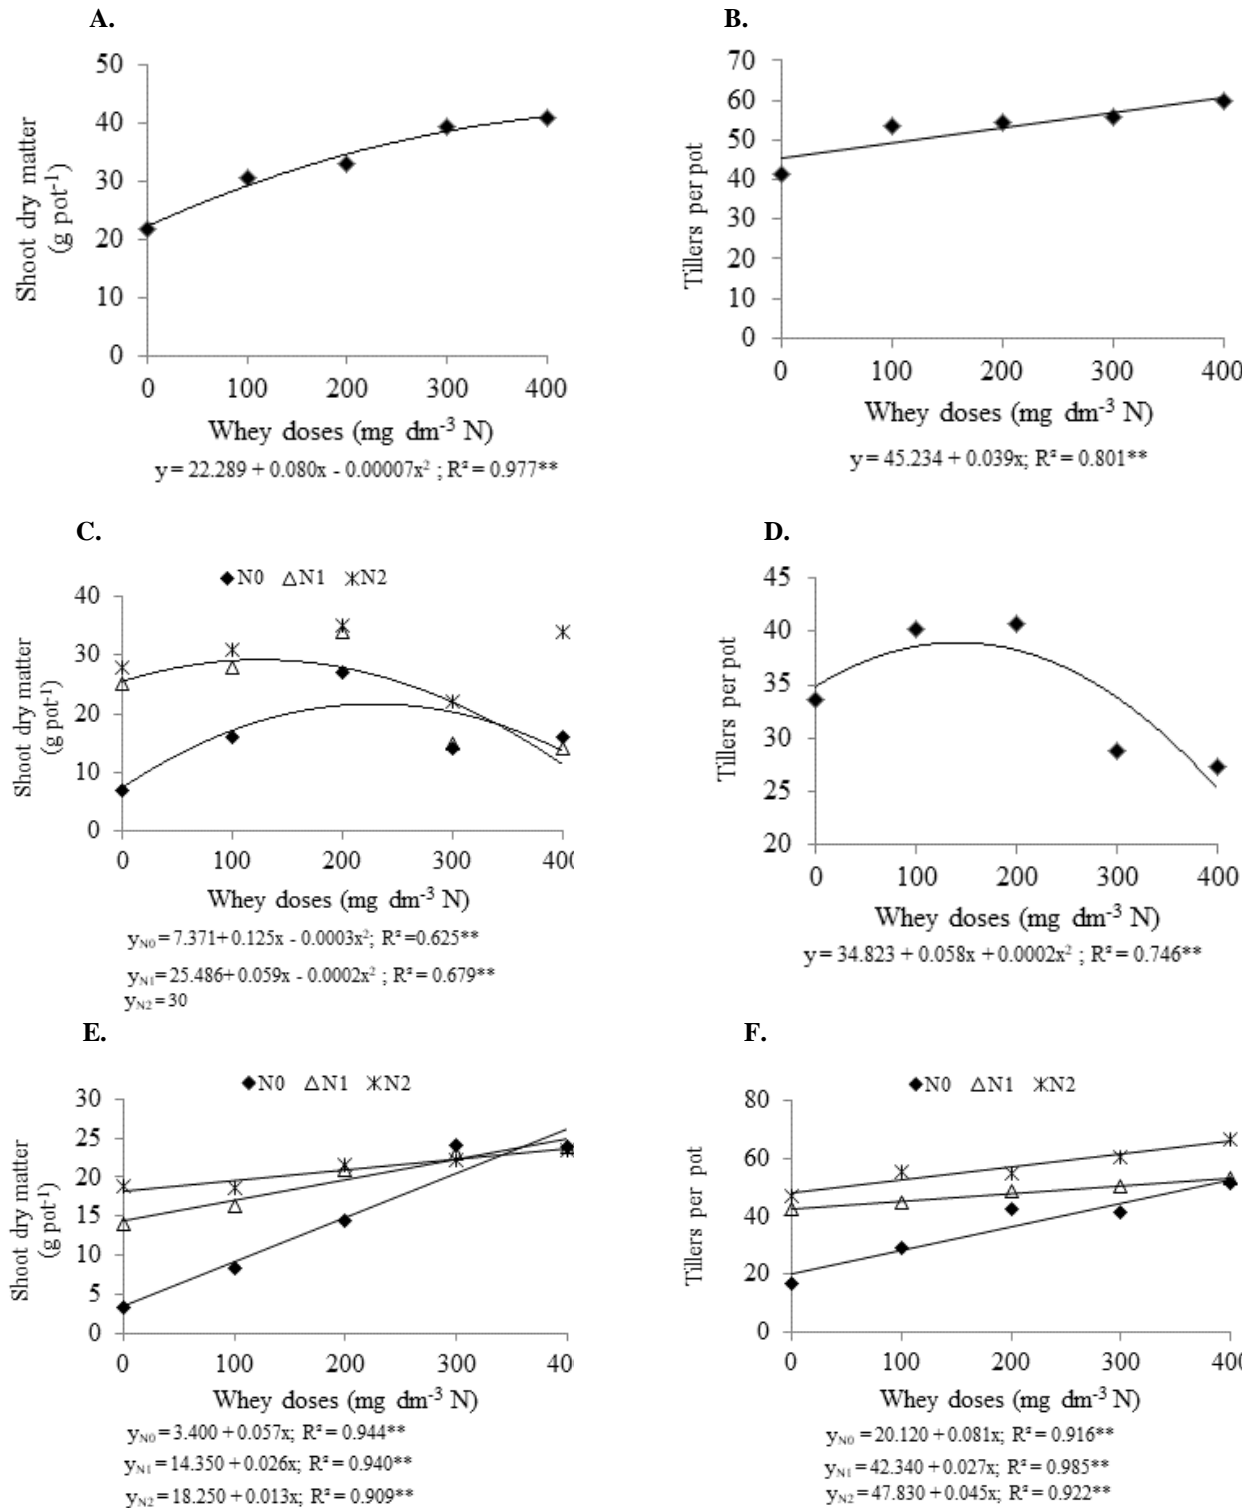 A.
50
40
30
20
10
0
Shoot dry matter
(g pot⁻¹)
0 100 200 300 400
Whey doses (mg dm⁻³ N)
y = 22.289 + 0.080x - 0.00007x² ; R² = 0.977**
B.
70
60
50
40
30
20
10
0
Tillers per pot
0 100 200 300 400
Whey doses (mg dm⁻³ N)
y = 45.234 + 0.039x; R² = 0.801**
C.
N0 N1 N2
40
30
20
10
0
Shoot dry matter
(g pot⁻¹)
0 100 200 300 400
Whey doses (mg dm⁻³ N)
yN0 = 7.371+ 0.125x - 0.0003x²; R² =0.625**
yN1 = 25.486+ 0.059x - 0.0002x² ; R² = 0.679**
yN2 = 30
D.
45
40
35
30
25
20
Tillers per pot
0 100 200 300 400
Whey doses (mg dm⁻³ N)
y = 34.823 + 0.058x + 0.0002x² ; R² = 0.746**
E.
N0 N1 N2
30
25
20
15
10
5
0
Shoot dry matter
(g pot⁻¹)
0 100 200 300 40
Whey doses (mg dm⁻³ N)
yN0 = 3.400 + 0.057x; R² = 0.944**
yN1 = 14.350 + 0.026x; R² = 0.940**
yN2 = 18.250 + 0.013x; R² = 0.909**
F.
N0 N1 N2
80
60
40
20
0
Tillers per pot
0 100 200 300 400
Whey doses (mg dm⁻³ N)
yN0 = 20.120 + 0.081x; R² = 0.916**
yN1 = 42.340 + 0.027x; R² = 0.985**
yN2 = 47.830 + 0.045x; R² = 0.922**